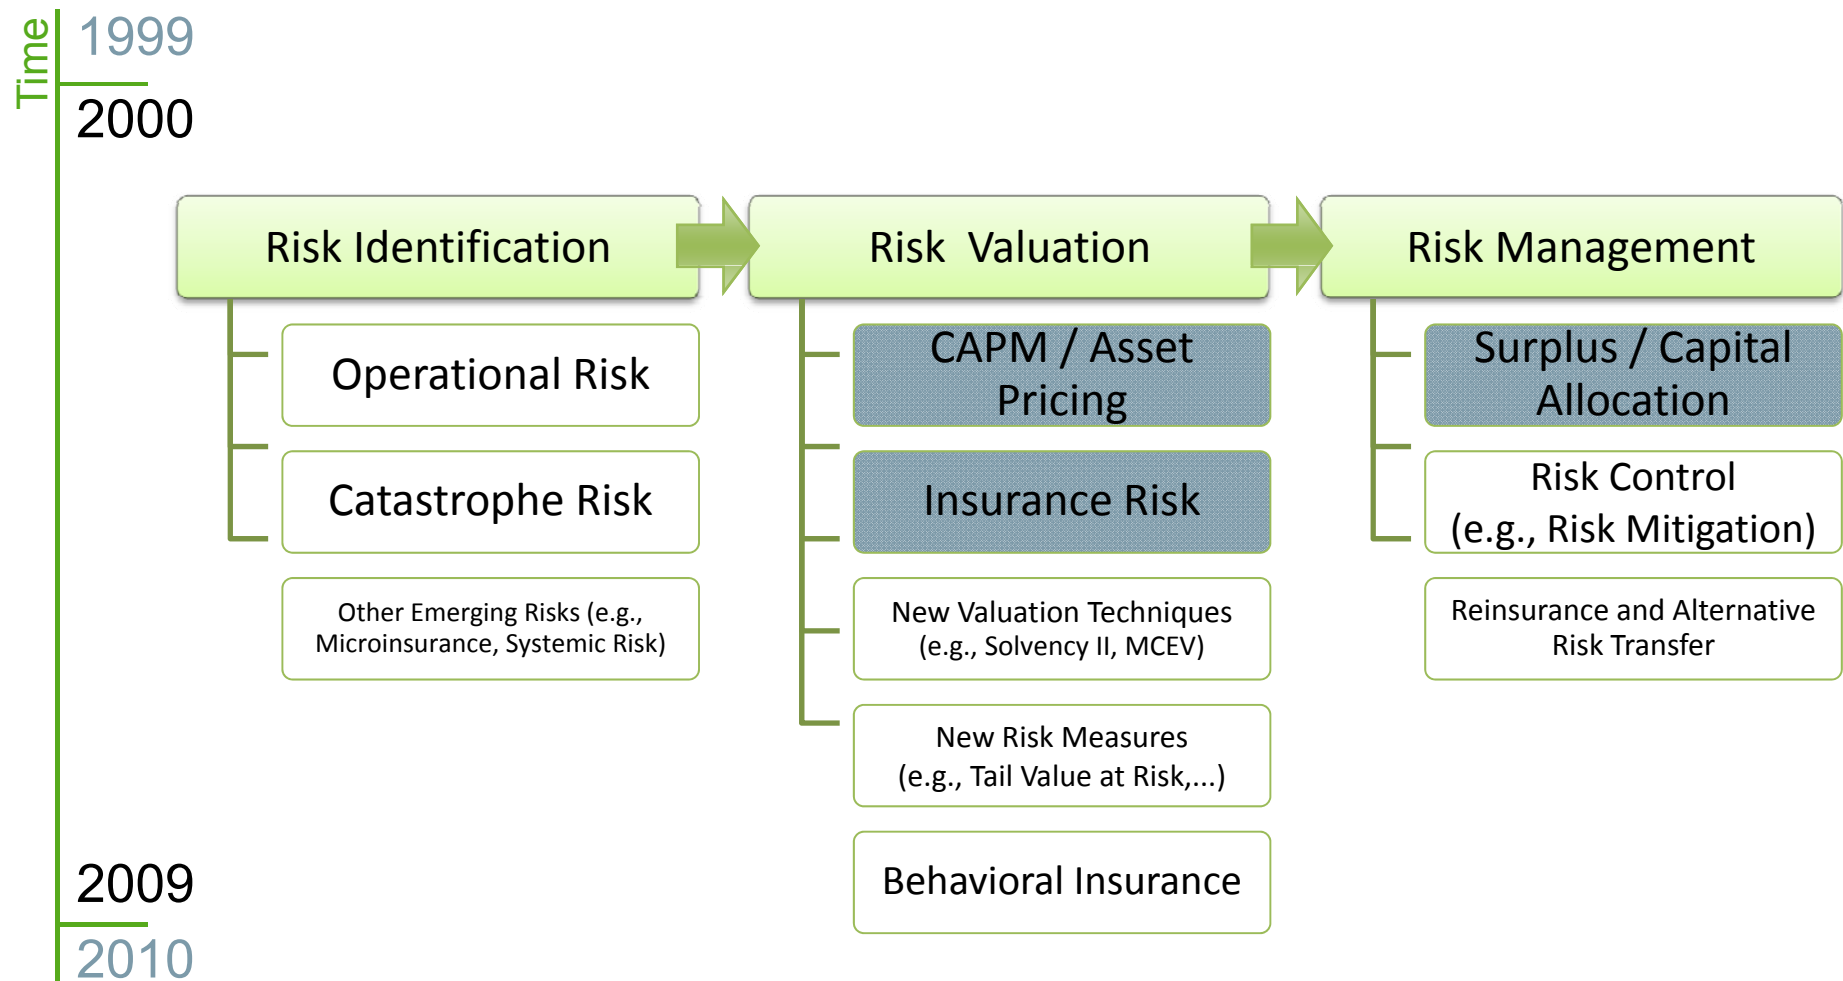 Time
1999
2000
Risk Identification
Operational Risk
Catastrophe Risk
Other Emerging Risks (e.g.,
Microinsurance, Systemic Risk)
Risk Valuation
CAPM / Asset
Pricing
Insurance Risk
New Valuation Techniques
(e.g., Solvency II, MCEV)
New Risk Measures
(e.g., Tail Value at Risk,...)
Behavioral Insurance
Risk Management
Surplus / Capital
Allocation
Risk Control
(e.g., Risk Mitigation)
Reinsurance and Alternative
Risk Transfer
2009
2010